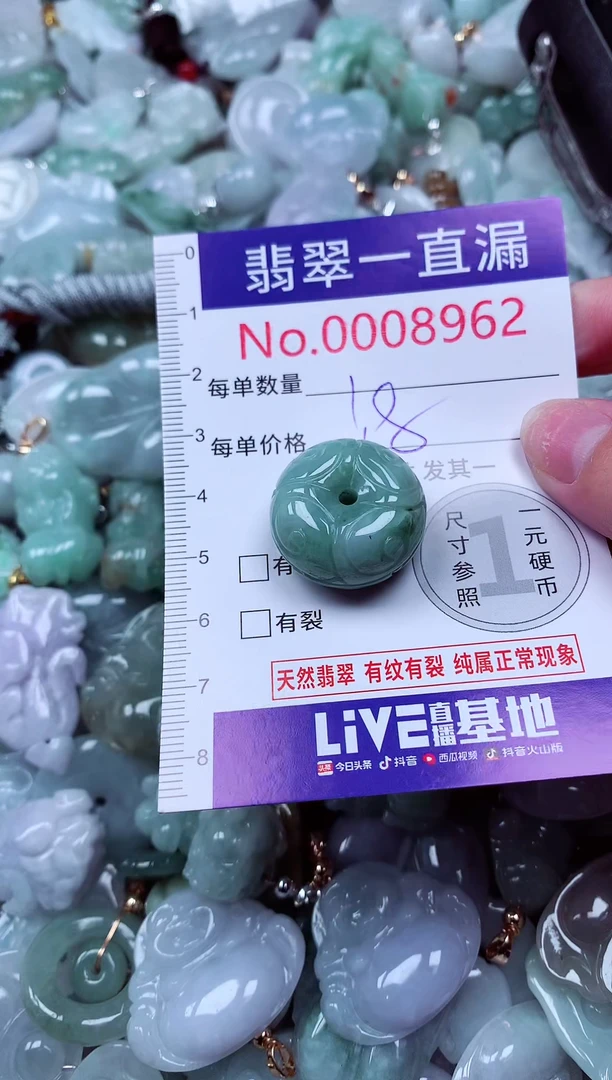 翡翠一直漏
No.0008962
每单数量
18
每单价格
发其一
有
有裂
0
1
2
3
4
5
6
7
8
尺寸参照
1
一元硬币
天然翡翠 有纹有裂 纯属正常现象
LiVE直播基地
头条 今日头条 抖音 西瓜视频 抖音火山版